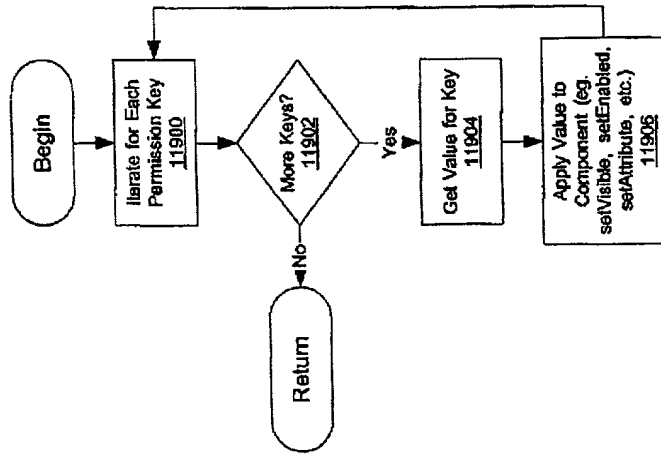 Begin
Iterate for Each
Permission Key
11900
More Keys?
11902
No
Return
Yes
Get Value for Key
11904
Apply Value to
Component (eg.
setVisible, setEnabled,
setAttribute, etc.)
11906